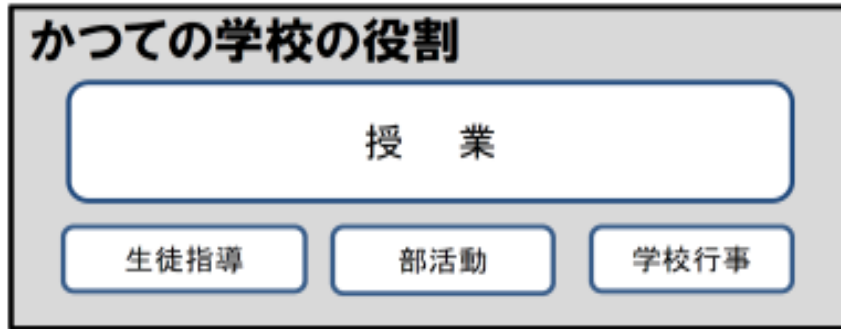 かつての学校の役割
授　業
生徒指導
部活動
学校行事